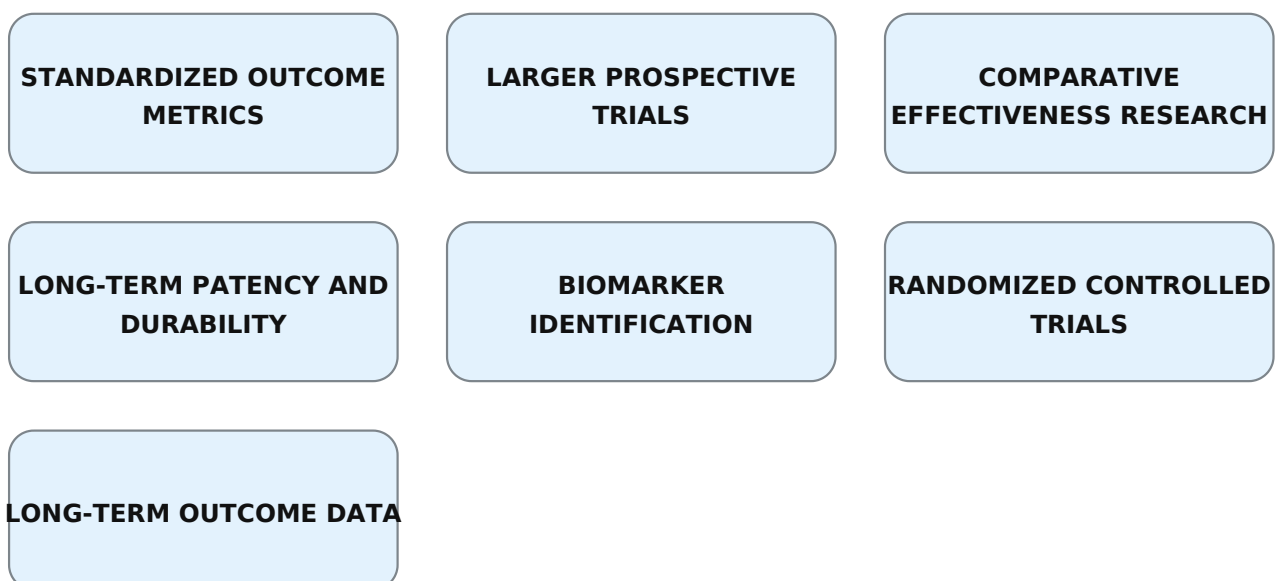 STANDARDIZED OUTCOME
METRICS
LARGER PROSPECTIVE
TRIALS
COMPARATIVE
EFFECTIVENESS RESEARCH
LONG-TERM PATENCY AND
DURABILITY
BIOMARKER
IDENTIFICATION
RANDOMIZED CONTROLLED
TRIALS
LONG-TERM OUTCOME DATA